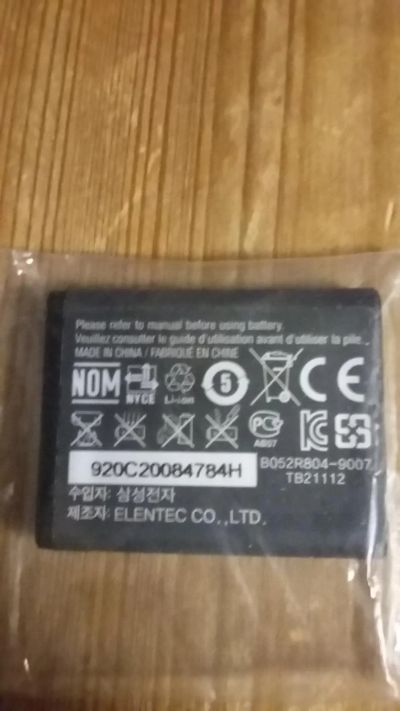 Please refer to manual before using battery.
Veuillez consulter le guide d'utilisation avant d'utiliser la pile.
MADE IN CHINA / FABRIQUÉ EN CHINE
NOM NYCE Li-ion 5 CE
AB57
920C20084784H
B052R804-9007
TB21112
수입자: 삼성전자
제조자: ELENTEC CO.,LTD.